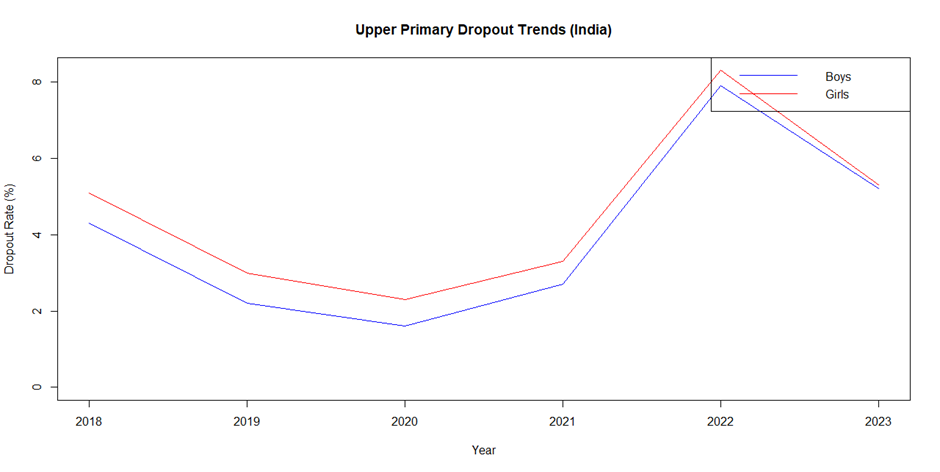 Upper Primary Dropout Trends (India)
Boys
Girls
8
6
4
2
0
Dropout Rate (%)
2018 2019 2020 2021 2022 2023
Year